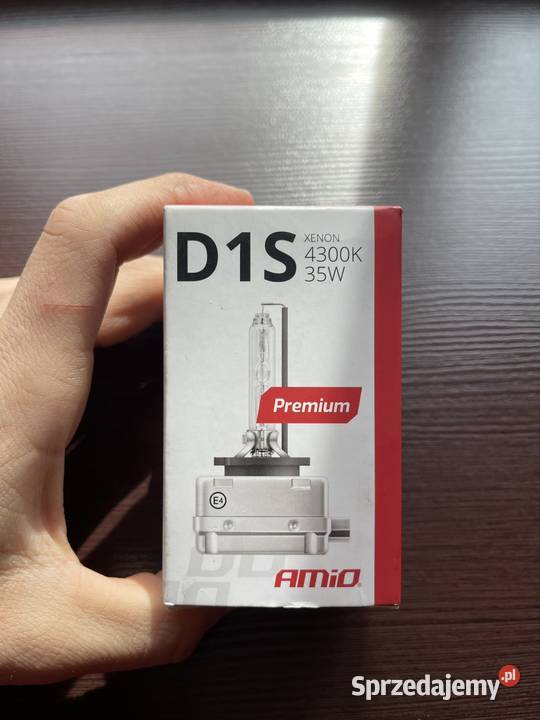 D1S
XENON
4300K
35W
Premium
E4
AMiO
Sprzedajemy.pl